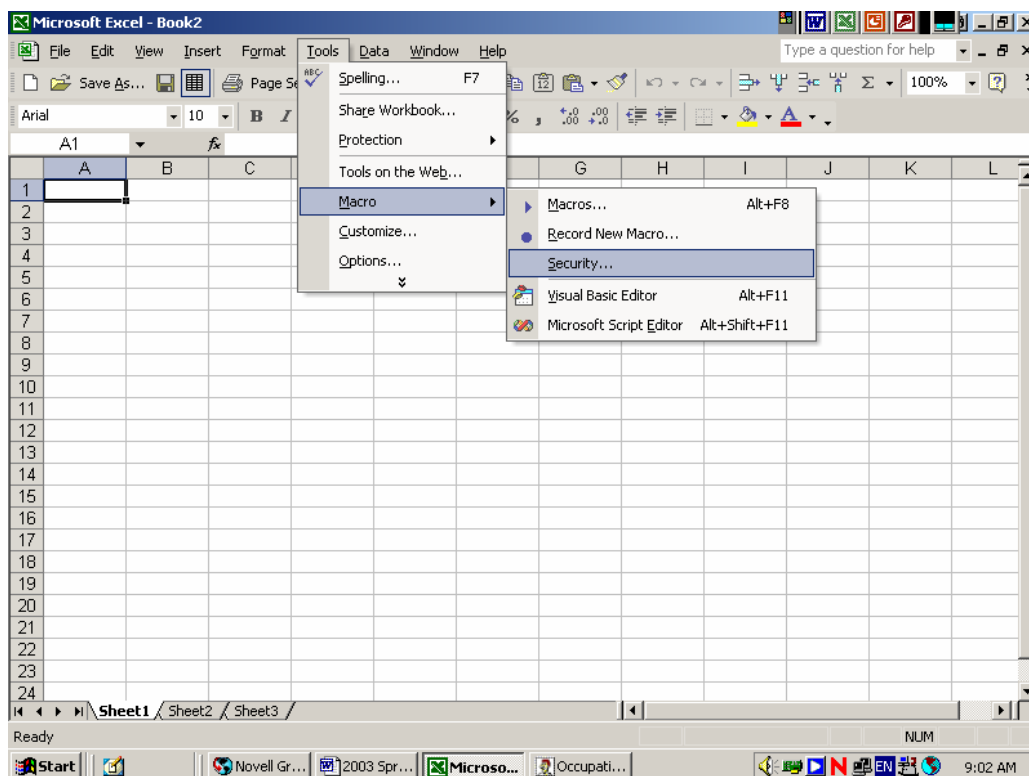 Microsoft Excel - Book2
File Edit View Insert Format Tools Data Window Help Type a question for help
Save As... Page Se 100%
Arial 10 B I % ,
A1 fx
Spelling... F7
Share Workbook...
Protection
Tools on the Web...
Macro
Customize...
Options...
Macros... Alt+F8
Record New Macro...
Security...
Visual Basic Editor Alt+F11
Microsoft Script Editor Alt+Shift+F11
A B C G H I J K L
1
2
3
4
5
6
7
8
9
10
11
12
13
14
15
16
17
18
19
20
21
22
23
24
Sheet1 Sheet2 Sheet3
Ready NUM
Start Novell Gr... 2003 Spr... Microso... Occupati... EN 9:02 AM